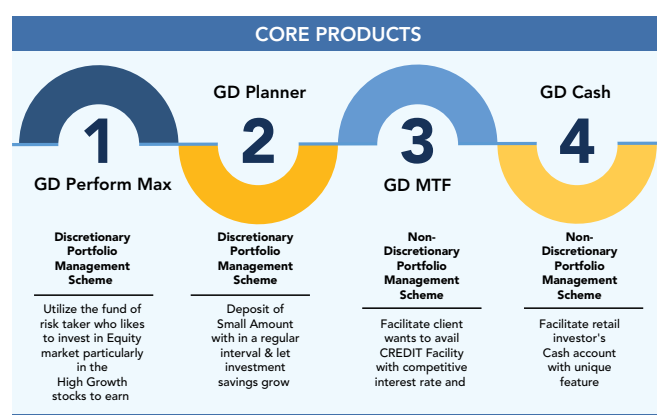 CORE PRODUCTS
1
GD Perform Max
Discretionary
Portfolio
Management
Scheme
Utilize the fund of
risk taker who likes
to invest in Equity
market particularly
in the
High Growth
stocks to earn
GD Planner
2
Discretionary
Portfolio
Management
Scheme
Deposit of
Small Amount
with in a regular
interval & let
investment
savings grow
3
GD MTF
Non-
Discretionary
Portfolio
Management
Scheme
Facilitate client
wants to avail
CREDIT Facility
with competitive
interest rate and
GD Cash
4
Non-
Discretionary
Portfolio
Management
Scheme
Facilitate retail
investor's
Cash account
with unique
feature